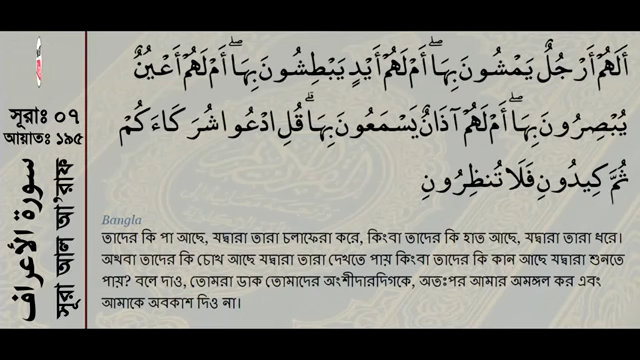 সূরাঃ ০৭
আয়াতঃ ১৯৫
سورة الأعراف
সূরা আল আ'রাফ
أَلَهُمْ أَرْجُلٌ يَمْشُونَ بِهَا ۖ أَمْ لَهُمْ أَيْدٍ يَبْطِشُونَ بِهَا ۖ أَمْ لَهُمْ أَعْيُنٌ
يُبْصِرُونَ بِهَا ۖ أَمْ لَهُمْ آذَانٌ يَسْمَعُونَ بِهَا ۗ قُلِ ادْعُوا شُرَكَاءَكُمْ
ثُمَّ كِيدُونِ فَلَا تُنظِرُونِ
Bangla
তাদের কি পা আছে, যদ্বারা তারা চলাফেরা করে, কিংবা তাদের কি হাত আছে, যদ্বারা তারা ধরে।
অথবা তাদের কি চোখ আছে যদ্বারা তারা দেখতে পায় কিংবা তাদের কি কান আছে যদ্বারা শুনতে
পায়? বলে দাও, তোমরা ডাক তোমাদের অংশীদারদিগকে, অতঃপর আমার অমঙ্গল কর এবং
আমাকে অবকাশ দিও না।